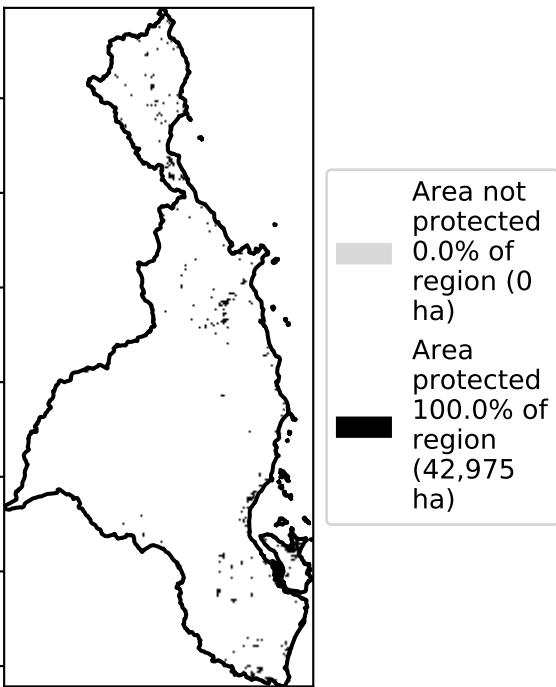 Area not
protected
0.0% of
region (0
ha)
Area
protected
100.0% of
region
(42,975
ha)